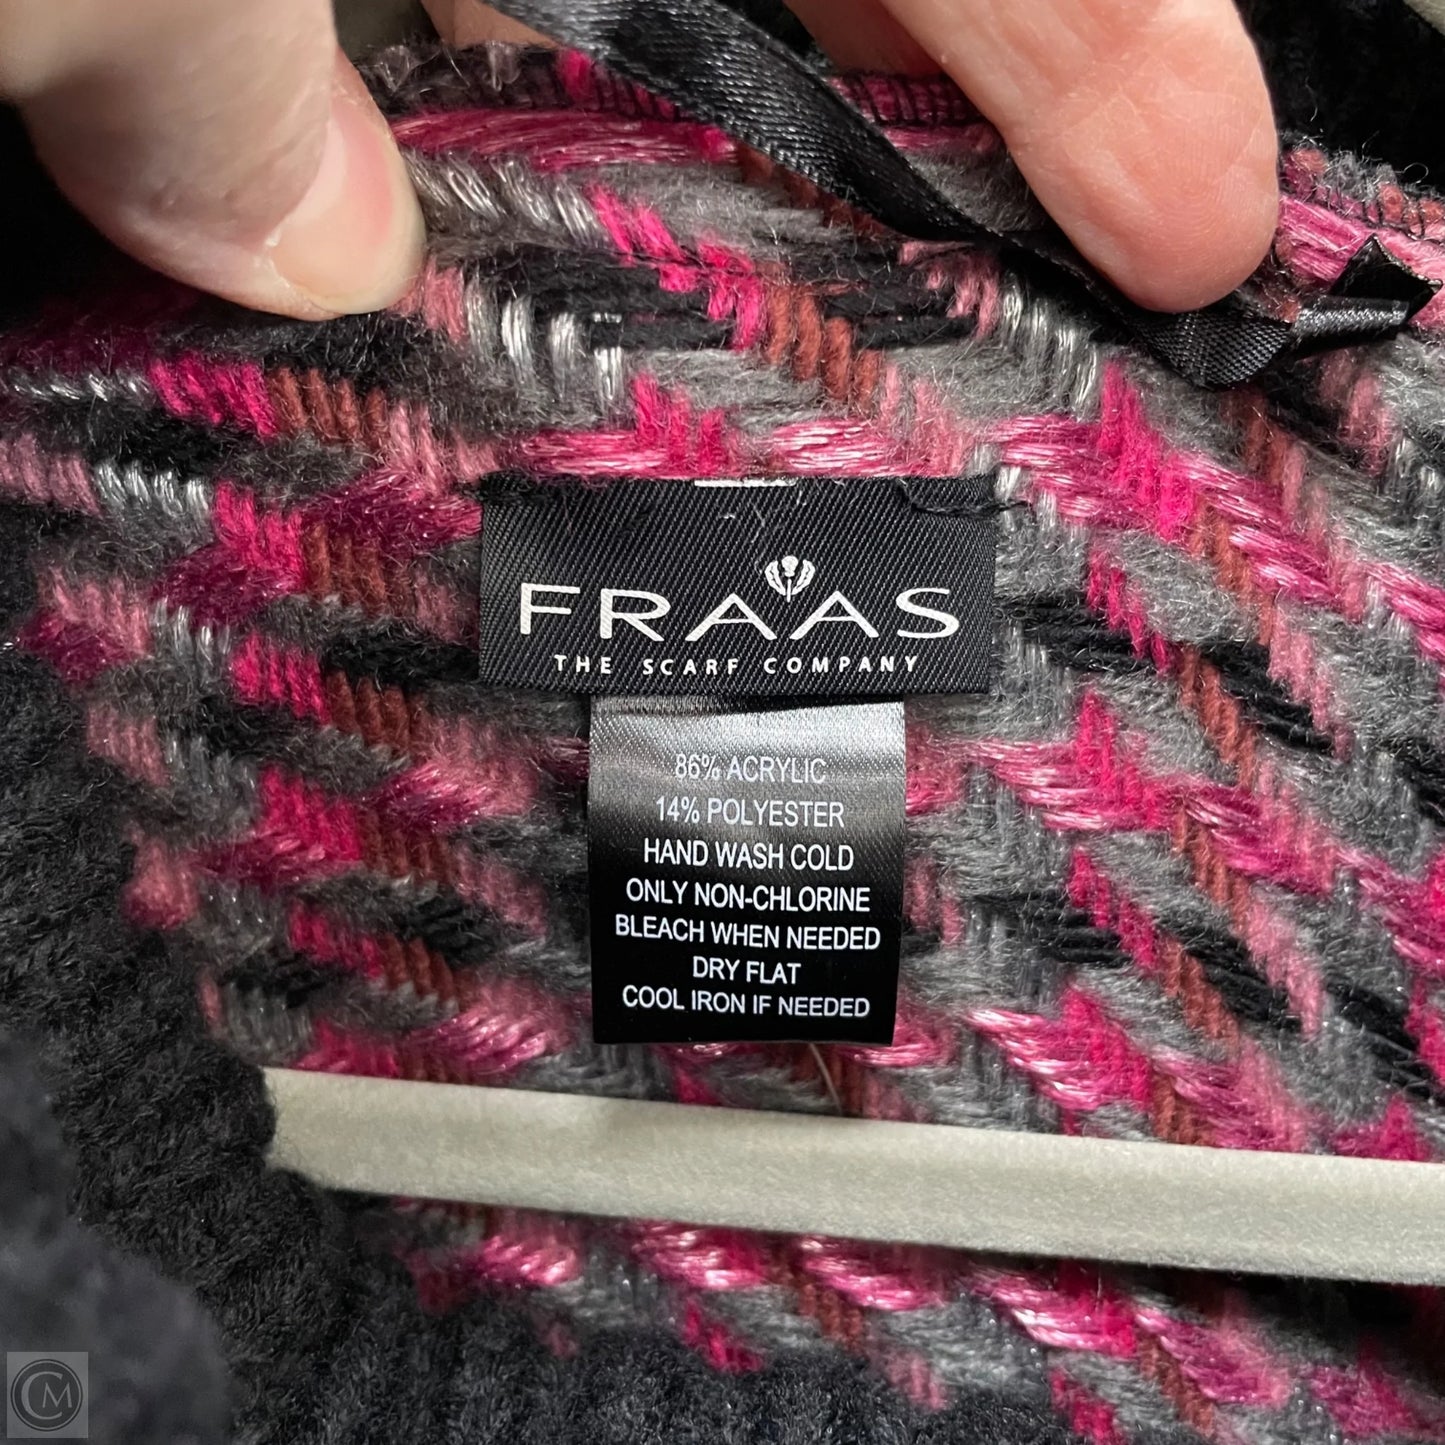 FRAAS
THE SCARF COMPANY
86% ACRYLIC
14% POLYESTER
HAND WASH COLD
ONLY NON-CHLORINE
BLEACH WHEN NEEDED
DRY FLAT
COOL IRON IF NEEDED
CM